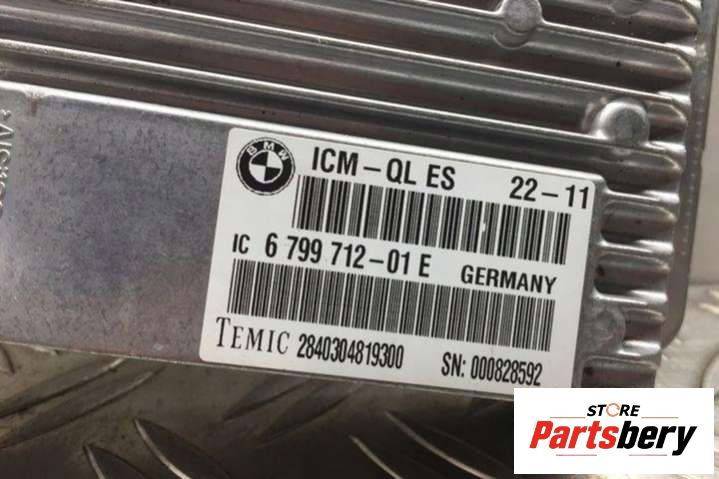 BMW
ICM-QL ES 22-11
IC 6 799 712-01 E GERMANY
TEMIC 2840304819300 SN: 000828592
STORE
Partsbery